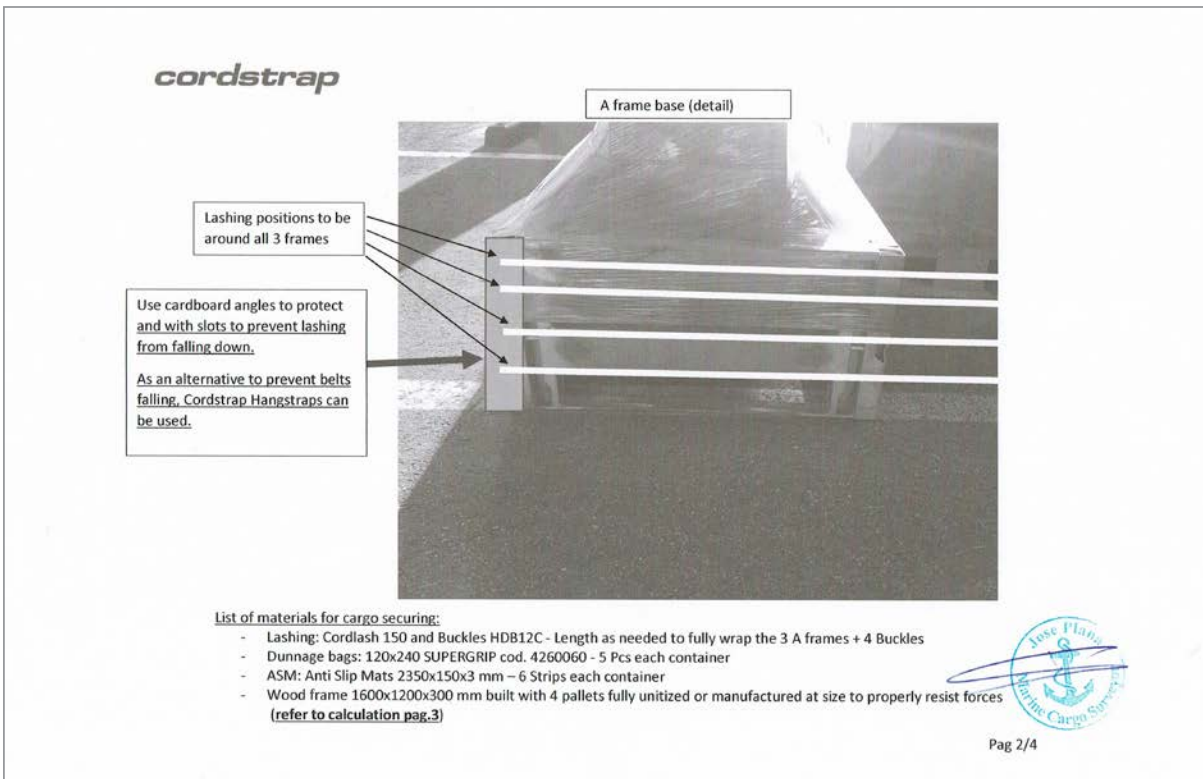 cordstrap
A frame base (detail)
Lashing positions to be
around all 3 frames
Use cardboard angles to protect
and with slots to prevent lashing
from falling down.
As an alternative to prevent belts
falling, Cordstrap Hangstraps can
be used.
List of materials for cargo securing:
- Lashing: Cordlash 150 and Buckles HDB12C - Length as needed to fully wrap the 3 A frames + 4 Buckles
- Dunnage bags: 120x240 SUPERGRIP cod. 4260060 - 5 Pcs each container
- ASM: Anti Slip Mats 2350x150x3 mm – 6 Strips each container
- Wood frame 1600x1200x300 mm built with 4 pallets fully unitized or manufactured at size to properly resist forces
(refer to calculation pag.3)
Jose Plana
Marine Cargo Surveyor
Pag 2/4